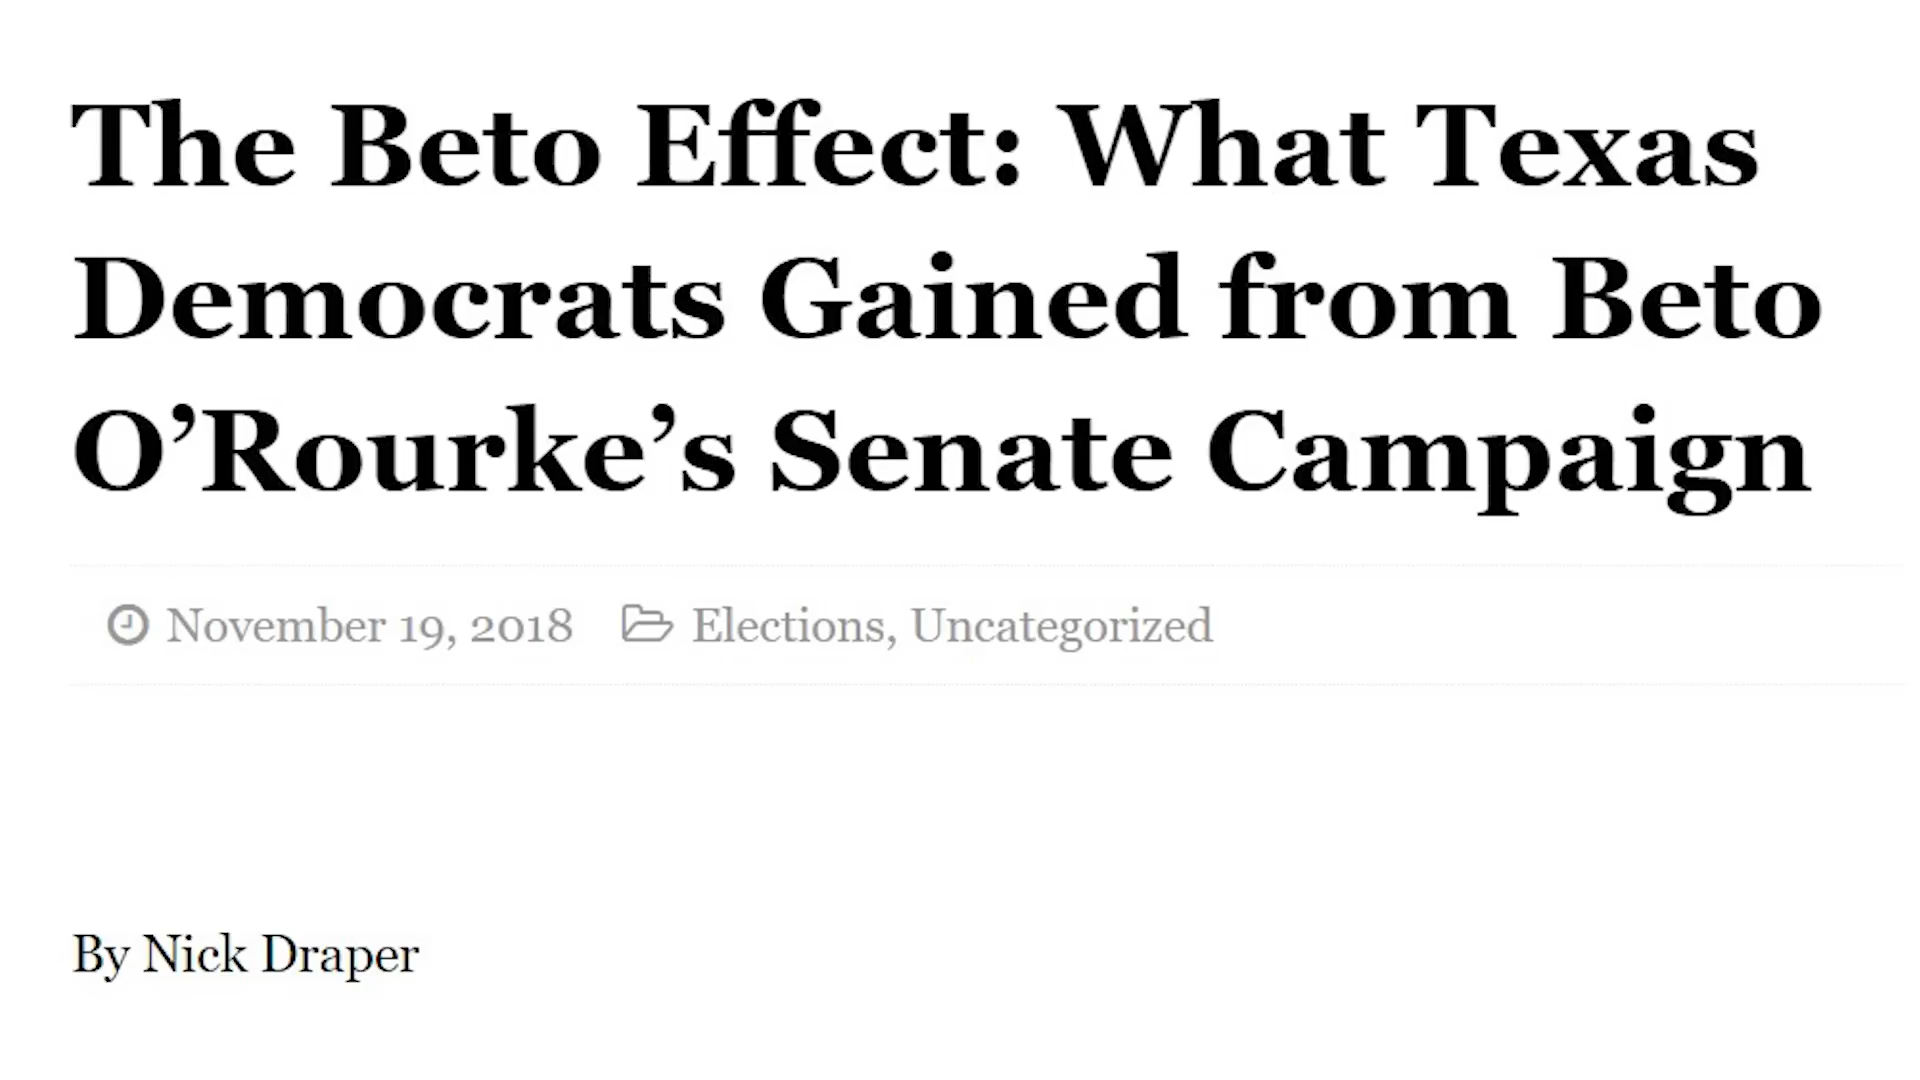 The Beto Effect: What Texas
Democrats Gained from Beto
O’Rourke’s Senate Campaign
November 19, 2018 Elections, Uncategorized
By Nick Draper